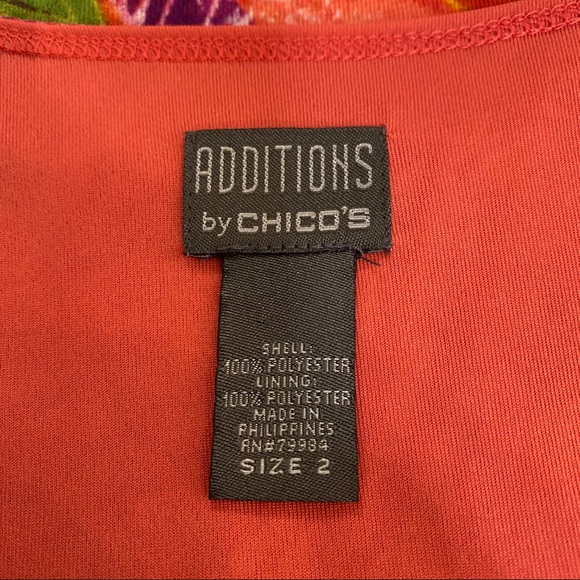 ADDITIONS
by CHICO'S
SHELL:
100% POLYESTER
LINING:
100% POLYESTER
MADE IN
PHILIPPINES
RN#79984
SIZE 2